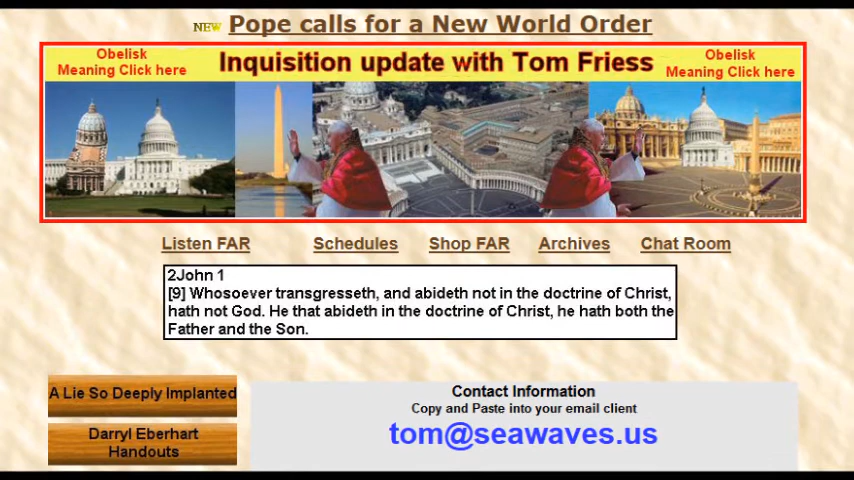 NEW Pope calls for a New World Order
Obelisk
Meaning Click here
Inquisition update with Tom Friess
Obelisk
Meaning Click here
Listen FAR Schedules Shop FAR Archives Chat Room
2John 1
[9] Whosoever transgresseth, and abideth not in the doctrine of Christ,
hath not God. He that abideth in the doctrine of Christ, he hath both the
Father and the Son.
A Lie So Deeply Implanted
Darryl Eberhart
Handouts
Contact Information
Copy and Paste into your email client
tom@seawaves.us